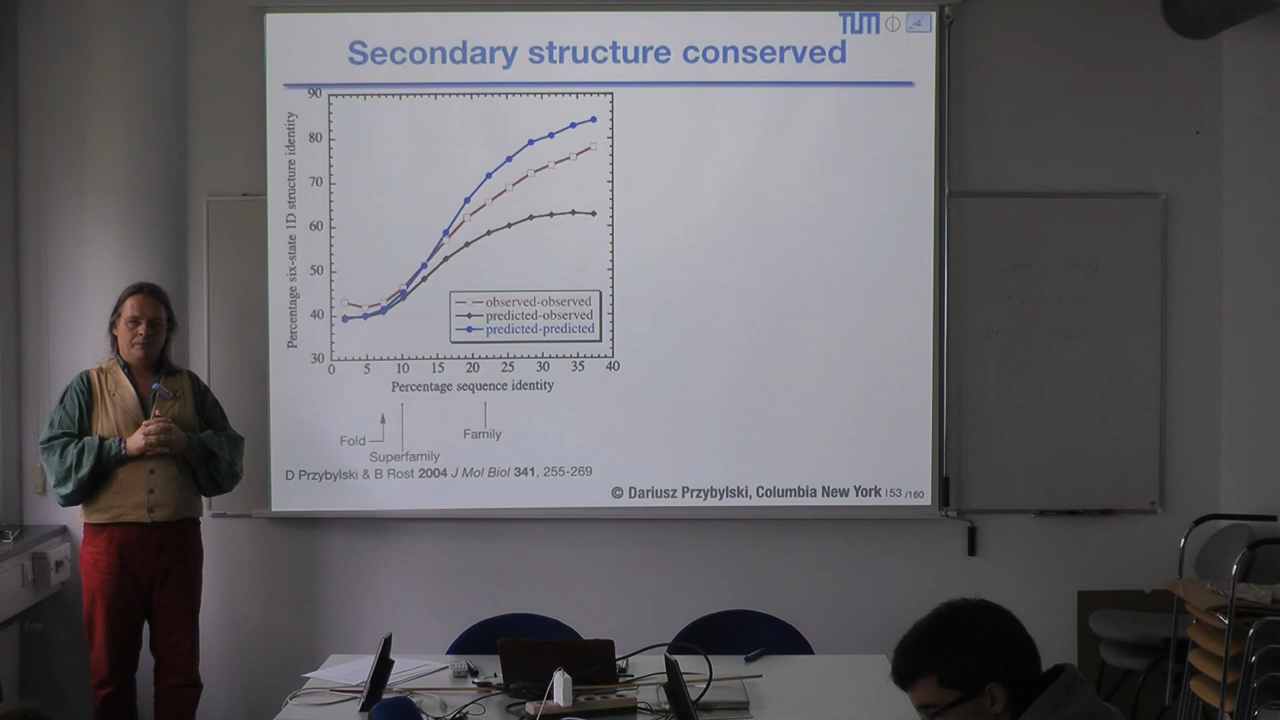 TUM
Secondary structure conserved
90
80
70
60
50
40
30
Percentage six-state 1D structure identity
observed-observed
predicted-observed
predicted-predicted
0 5 10 15 20 25 30 35 40
Percentage sequence identity
Fold
Superfamily
Family
D Przybylski & B Rost 2004 J Mol Biol 341, 255-269
© Dariusz Przybylski, Columbia New York 153 /160